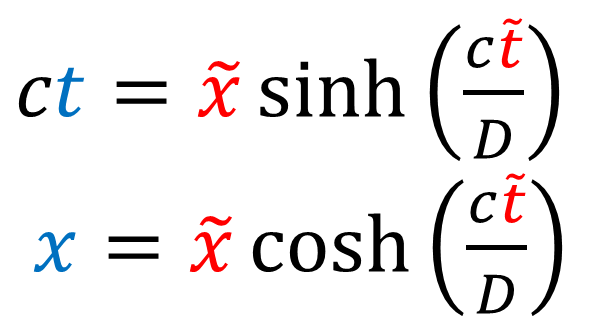 ct = x̃ sinh (ct̃/D)
x = x̃ cosh (ct̃/D)